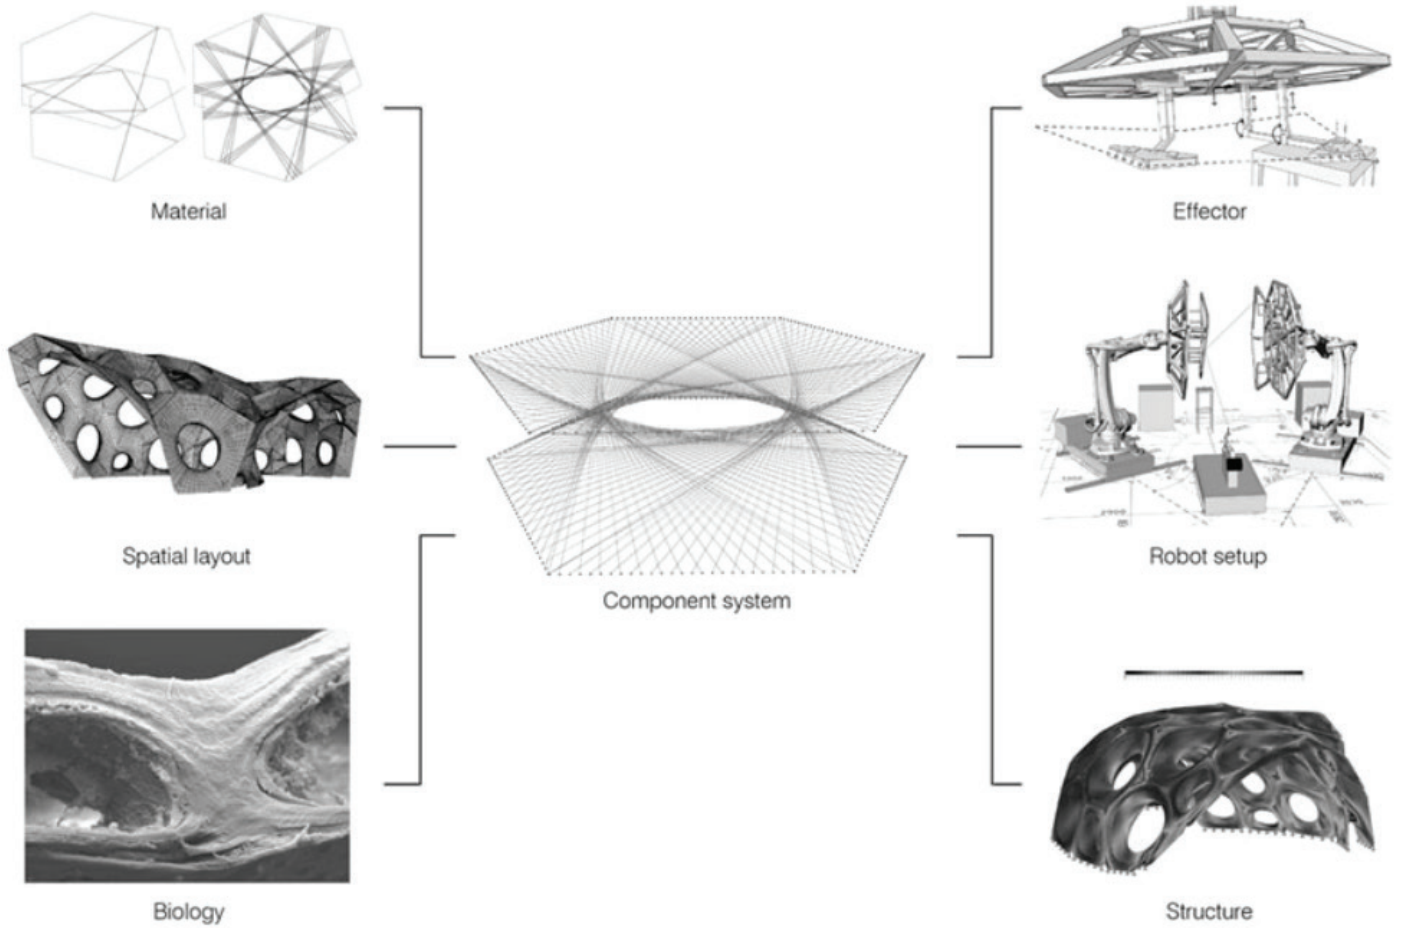 Material
Effector
Spatial layout
Component system
Robot setup
Biology
Structure